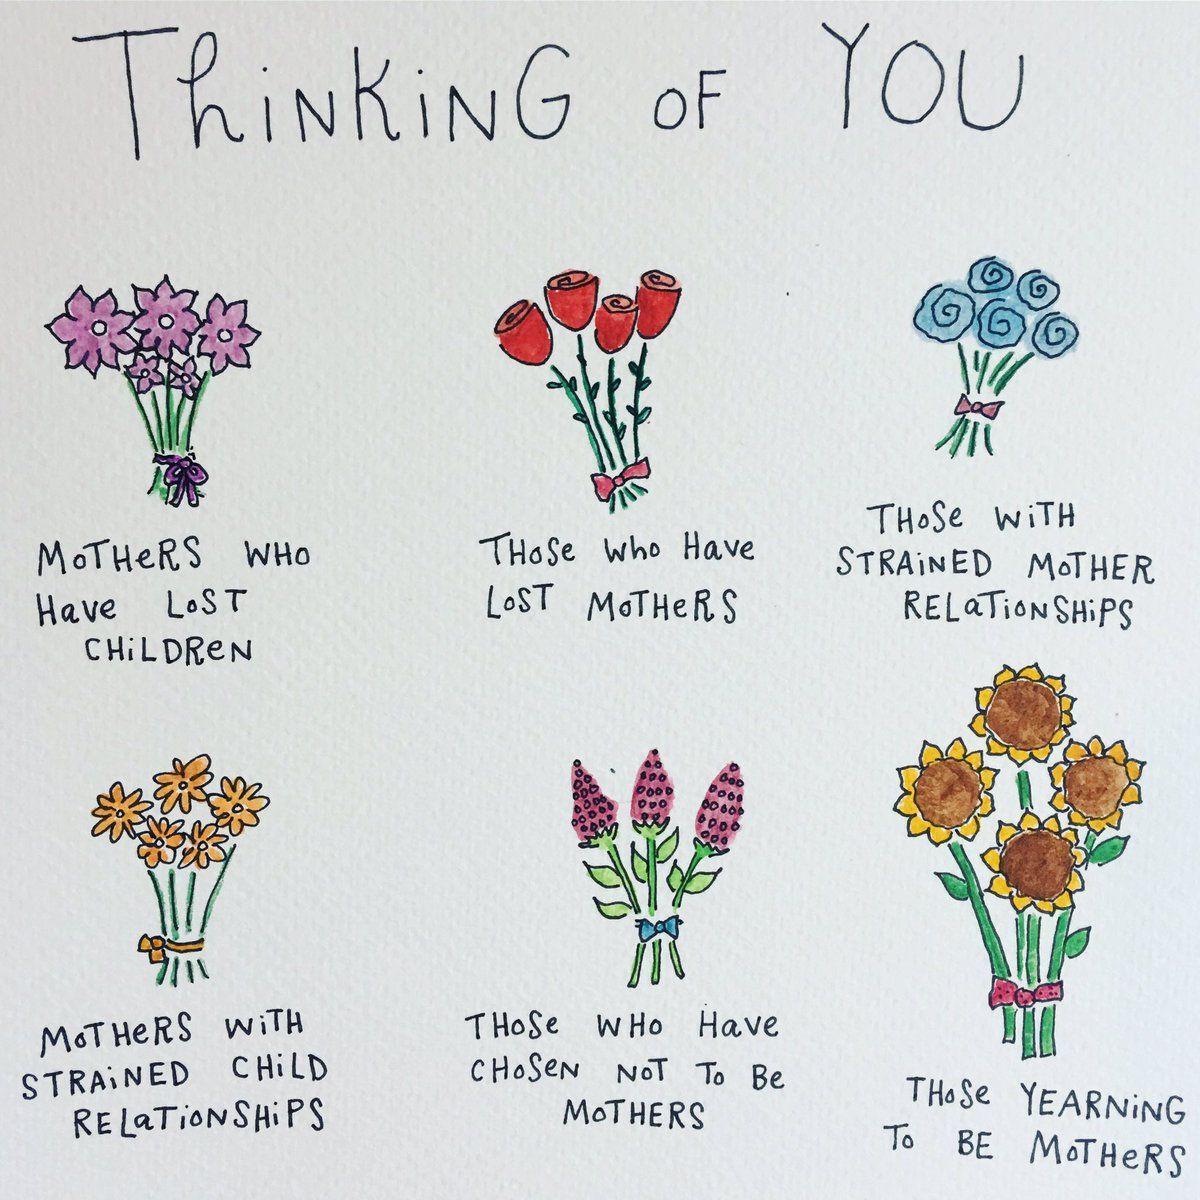 Thinking of You
Mothers who
Have Lost
Children
Those who Have
Lost Mothers
Those with
Strained Mother
Relationships
Mothers with
Strained Child
Relationships
Those who Have
Chosen not to Be
Mothers
Those Yearning
to Be Mothers